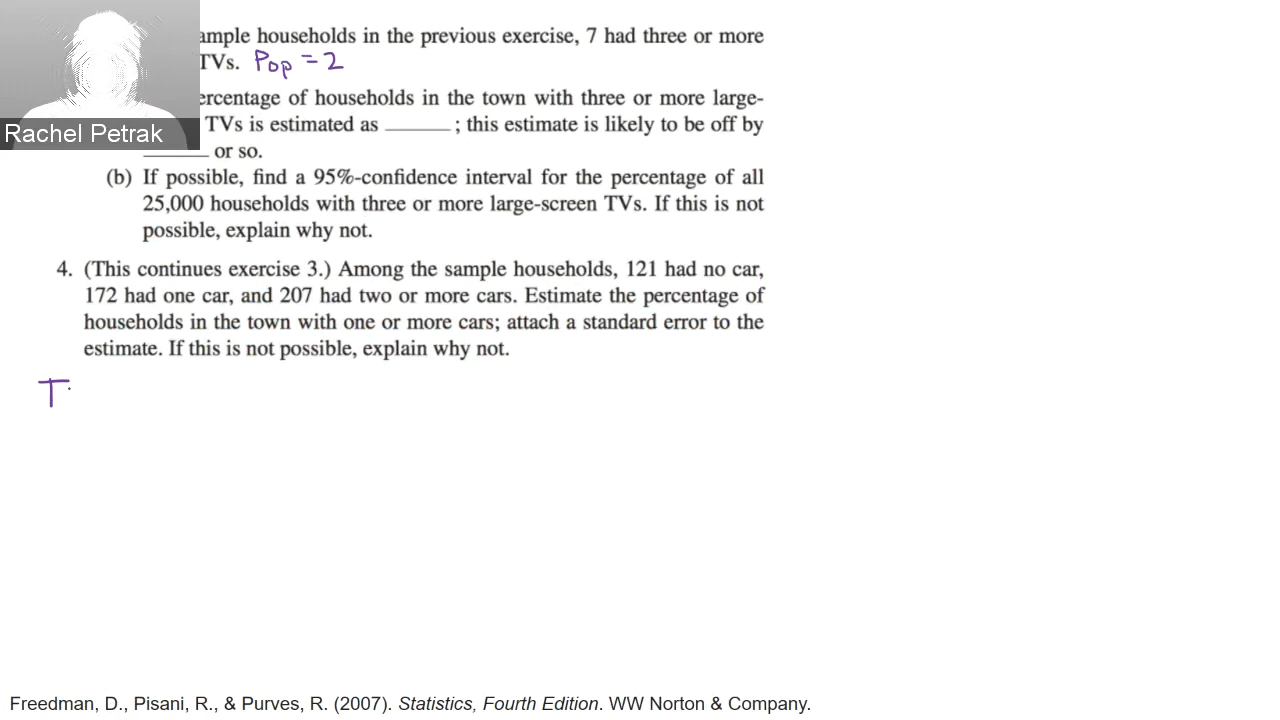 ample households in the previous exercise, 7 had three or more
TVs. Pop = 2
ercentage of households in the town with three or more large-
Rachel Petrak
TVs is estimated as ______ ; this estimate is likely to be off by
______ or so.
(b) If possible, find a 95%-confidence interval for the percentage of all
25,000 households with three or more large-screen TVs. If this is not
possible, explain why not.
4. (This continues exercise 3.) Among the sample households, 121 had no car,
172 had one car, and 207 had two or more cars. Estimate the percentage of
households in the town with one or more cars; attach a standard error to the
estimate. If this is not possible, explain why not.
T
Freedman, D., Pisani, R., & Purves, R. (2007). Statistics, Fourth Edition. WW Norton & Company.